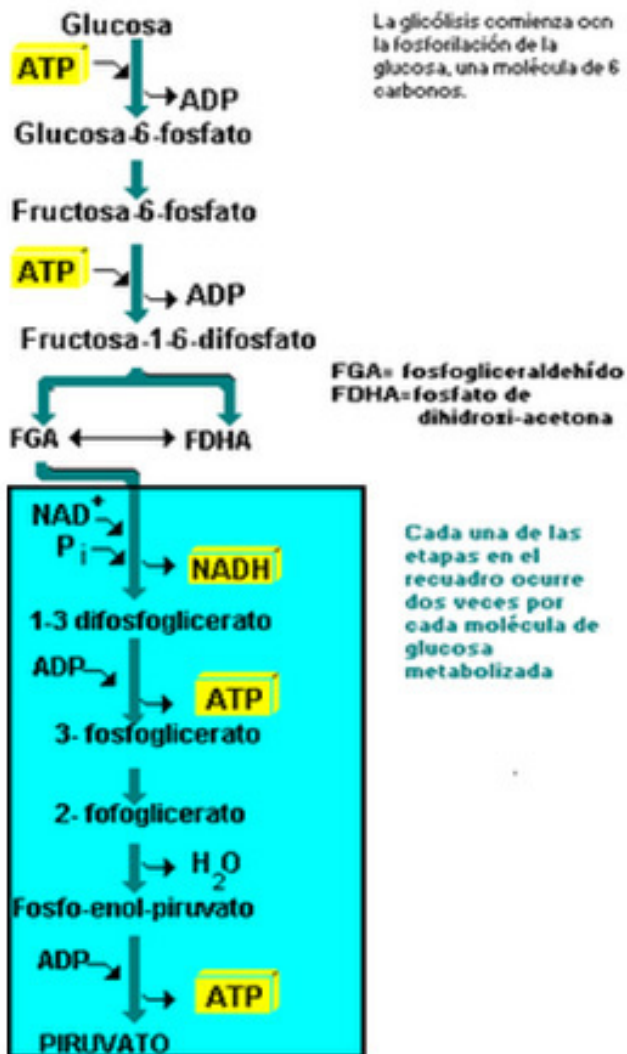 Glucosa
La glicólisis comienza ocn
la fosforilación de la
glucosa, una molécula de 6
carbonos.
ATP
ADP
Glucosa-6-fosfato
Fructosa-6-fosfato
ATP
ADP
Fructosa-1-6-difosfato
FGA= fosfogliceraldehído
FDHA=fosfato de
dihidroxi-acetona
FGA
FDHA
NAD+
Pi
NADH
Cada una de las
etapas en el
recuadro ocurre
dos veces por
cada molécula de
glucosa
metabolizada
1-3 difosfoglicerato
ADP
ATP
3- fosfoglicerato
2- fofoglicerato
H2O
Fosfo-enol-piruvato
ADP
ATP
PIRUVATO